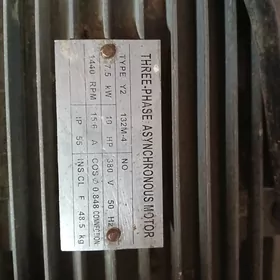 THREE-PHASE ASYNCHRONOUS MOTOR
TYPE Y2 132M-4 NO
7.5 kW 10 HP 380 V 50 HZ
1440 RPM 15.6 A COSΦ 0.848 CONNECTION
IP 55 INS.CL F 48.5 kg